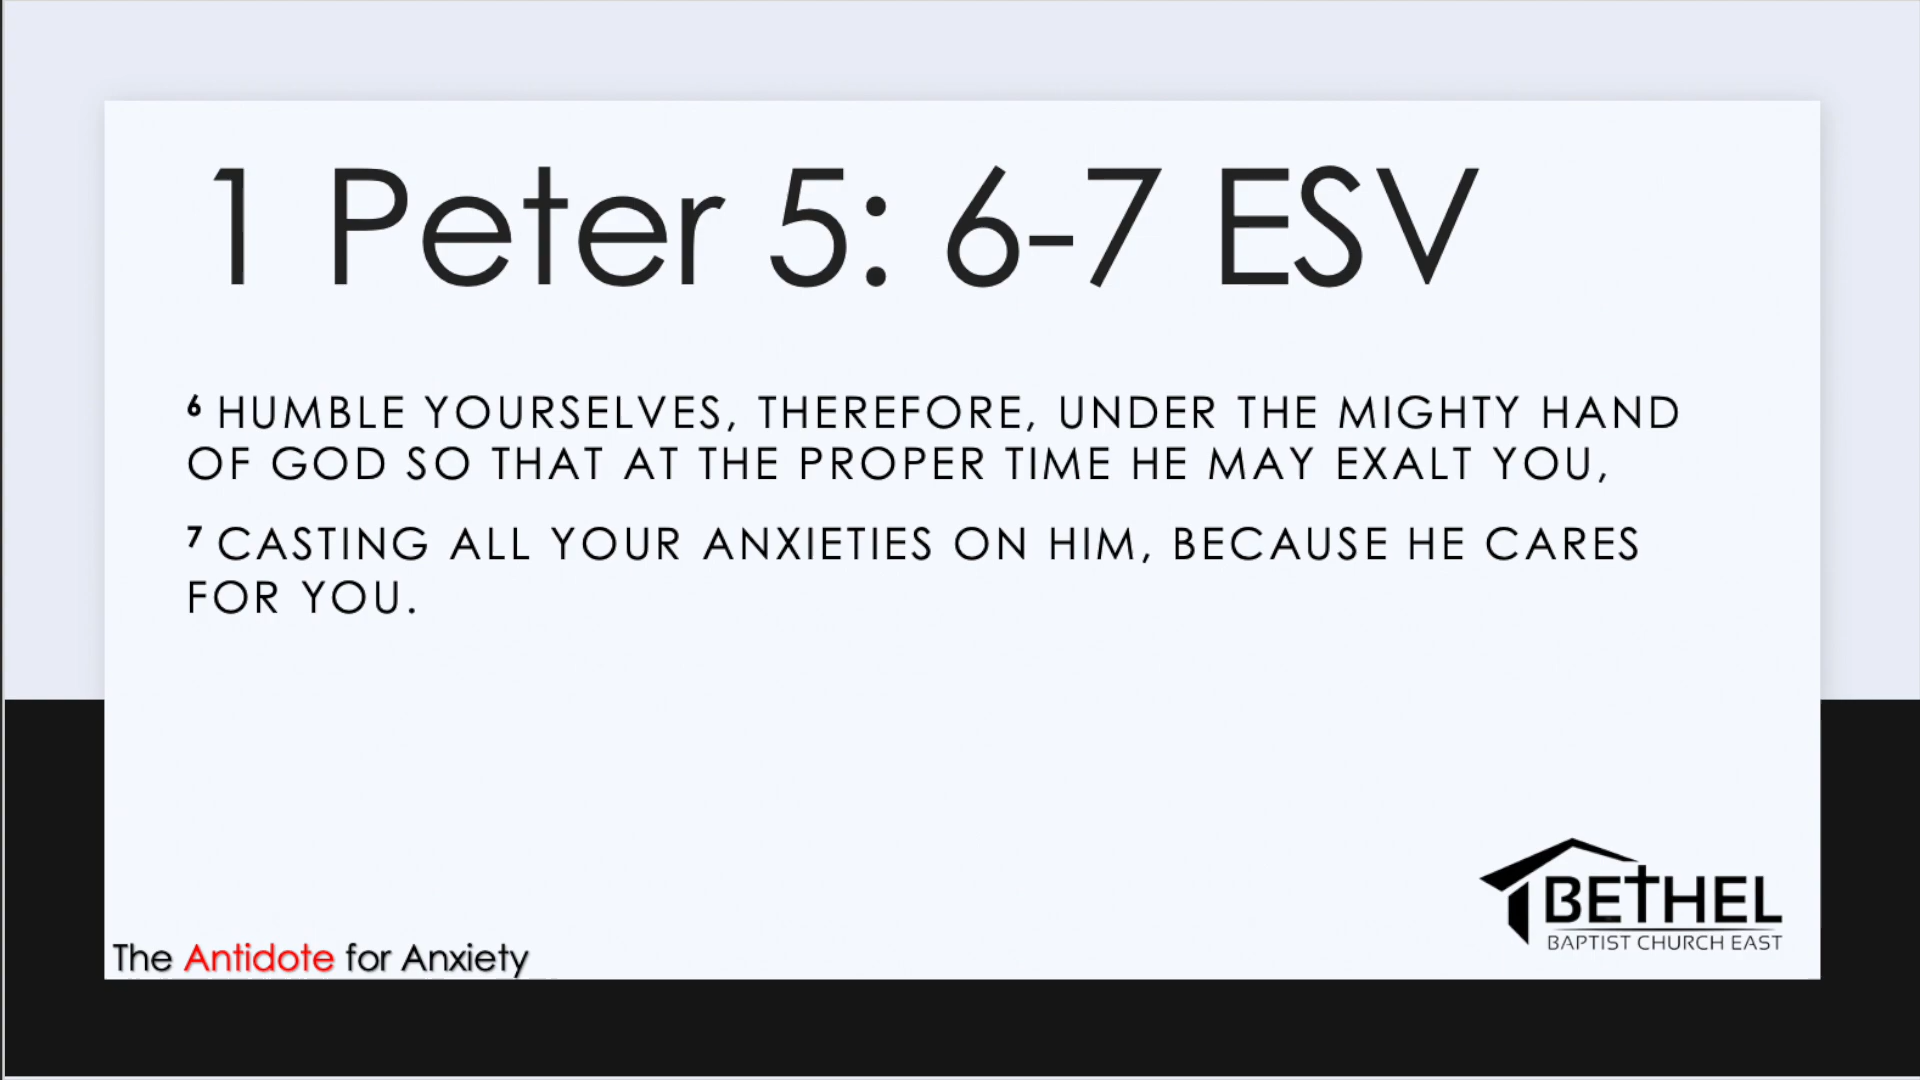 1 Peter 5: 6-7 ESV
6 HUMBLE YOURSELVES, THEREFORE, UNDER THE MIGHTY HAND
OF GOD SO THAT AT THE PROPER TIME HE MAY EXALT YOU,
7 CASTING ALL YOUR ANXIETIES ON HIM, BECAUSE HE CARES
FOR YOU.
BETHEL
BAPTIST CHURCH EAST
The Antidote for Anxiety